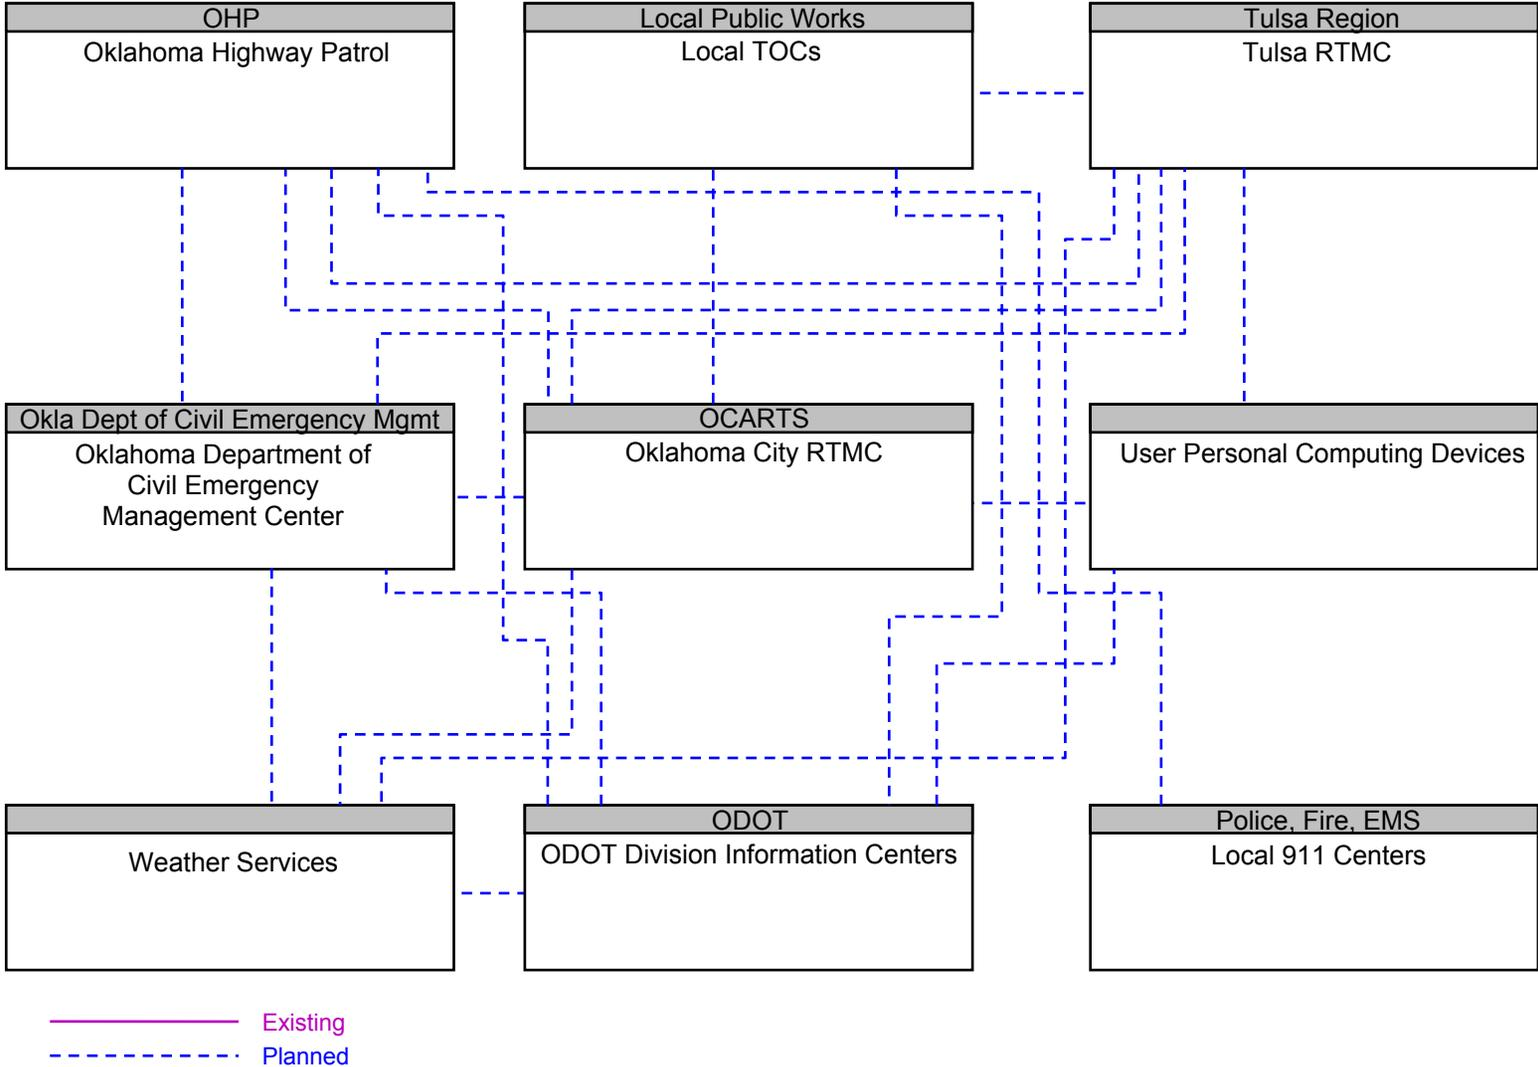 OHP
Oklahoma Highway Patrol
Local Public Works
Local TOCs
Tulsa Region
Tulsa RTMC
Okla Dept of Civil Emergency Mgmt
Oklahoma Department of
Civil Emergency
Management Center
OCARTS
Oklahoma City RTMC
User Personal Computing Devices
Weather Services
ODOT
ODOT Division Information Centers
Police, Fire, EMS
Local 911 Centers
Existing
Planned